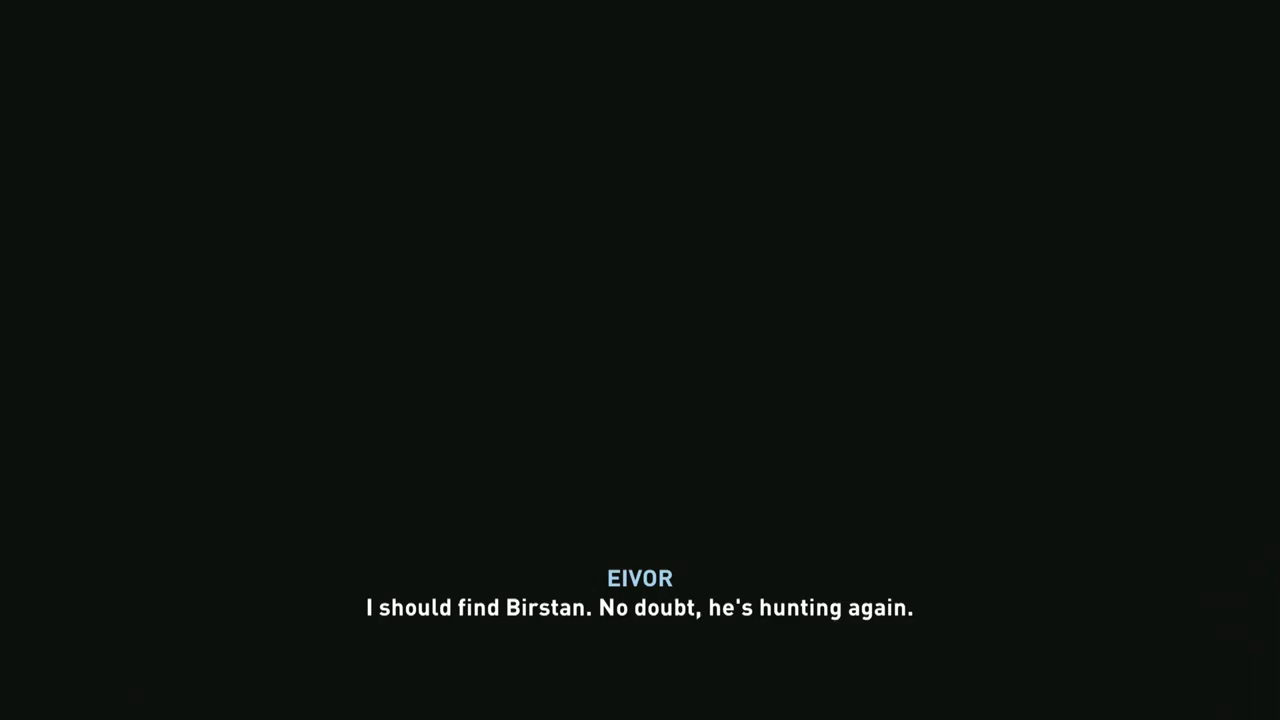 EIVOR
I should find Birstan. No doubt, he's hunting again.